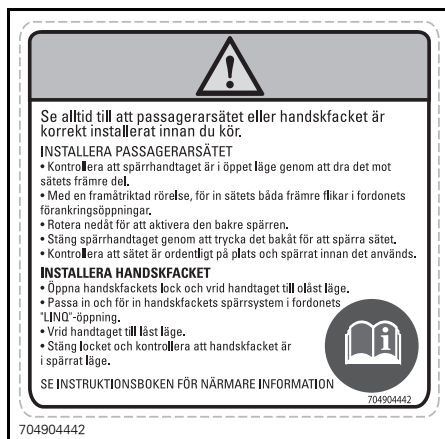 Se alltid till att passagerarsätet eller handskfacket är
korrekt installerat innan du kör.
INSTALLERA PASSAGERARSÄTET
• Kontrollera att spärrhandtaget är i öppet läge genom att dra det mot
sätets främre del.
• Med en framåtriktad rörelse, för in sätets båda främre flikar i fordonets
förankringsöppningar.
• Rotera nedåt för att aktivera den bakre spärren.
• Stäng spärrhandtaget genom att trycka det bakåt för att spärra sätet.
• Kontrollera att sätet är ordentligt på plats och spärrat innan det används.
INSTALLERA HANDSKFACKET
• Öppna handskfackets lock och vrid handtaget till olåst läge.
• Passa in och för in handskfackets spärrsystem i fordonets
"LINQ"-öppning.
• Vrid handtaget till låst läge.
• Stäng locket och kontrollera att handskfacket är
i spärrat läge.
SE INSTRUKTIONSBOKEN FÖR NÄRMARE INFORMATION
704904442
704904442